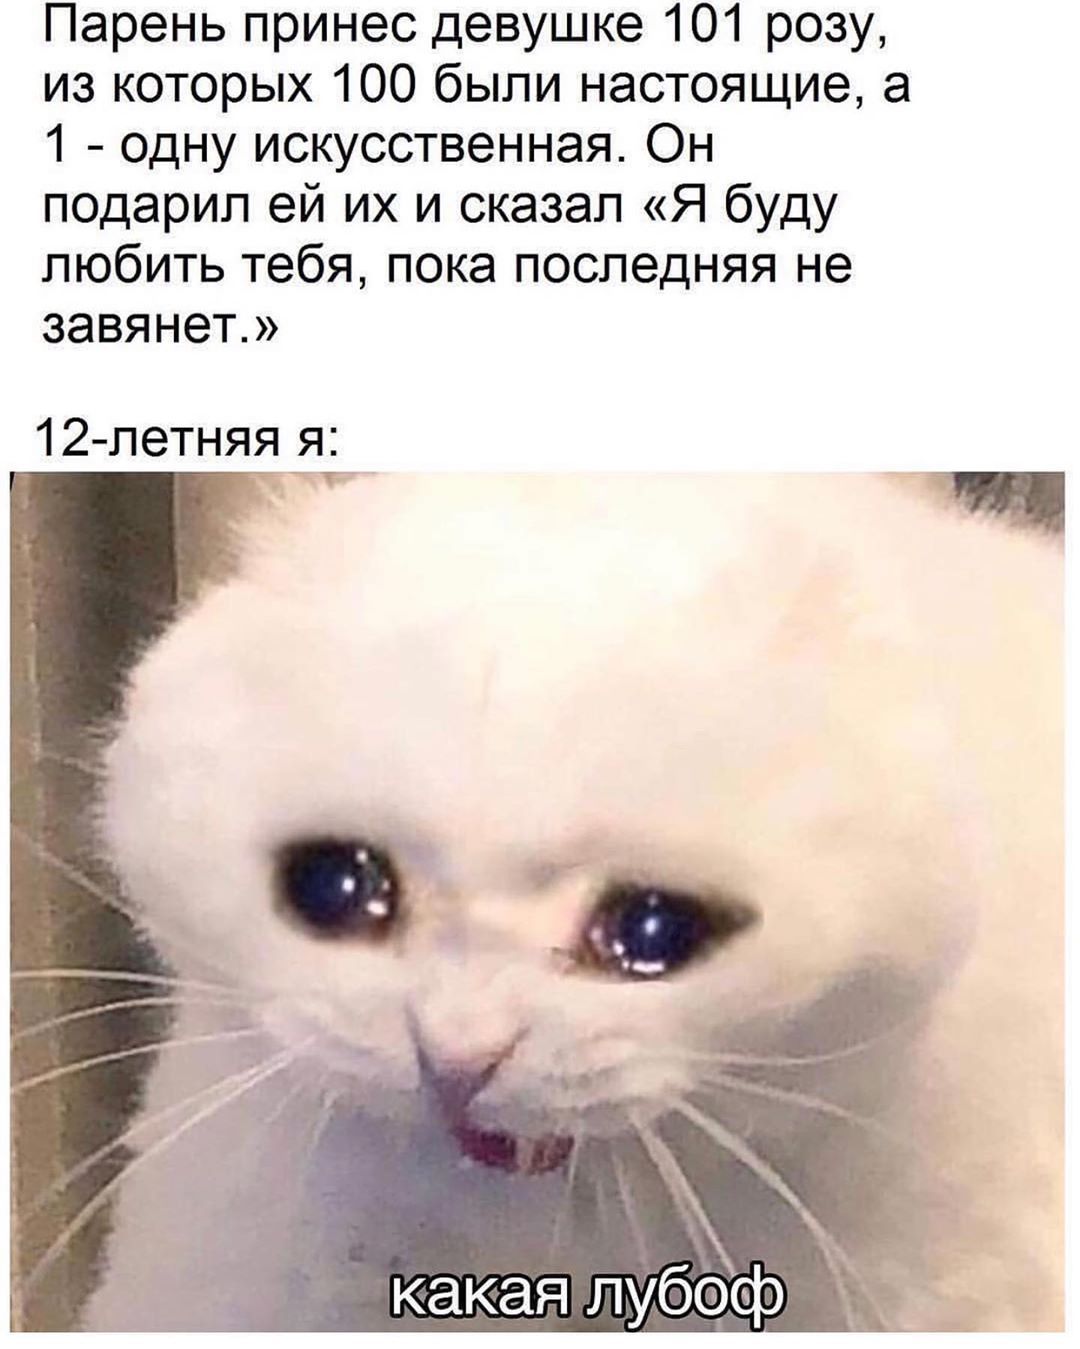 Парень принес девушке 101 розу,
из которых 100 были настоящие, а
1 - одну искусственная. Он
подарил ей их и сказал «Я буду
любить тебя, пока последняя не
завянет.»
12-летняя я:
какая лубоф